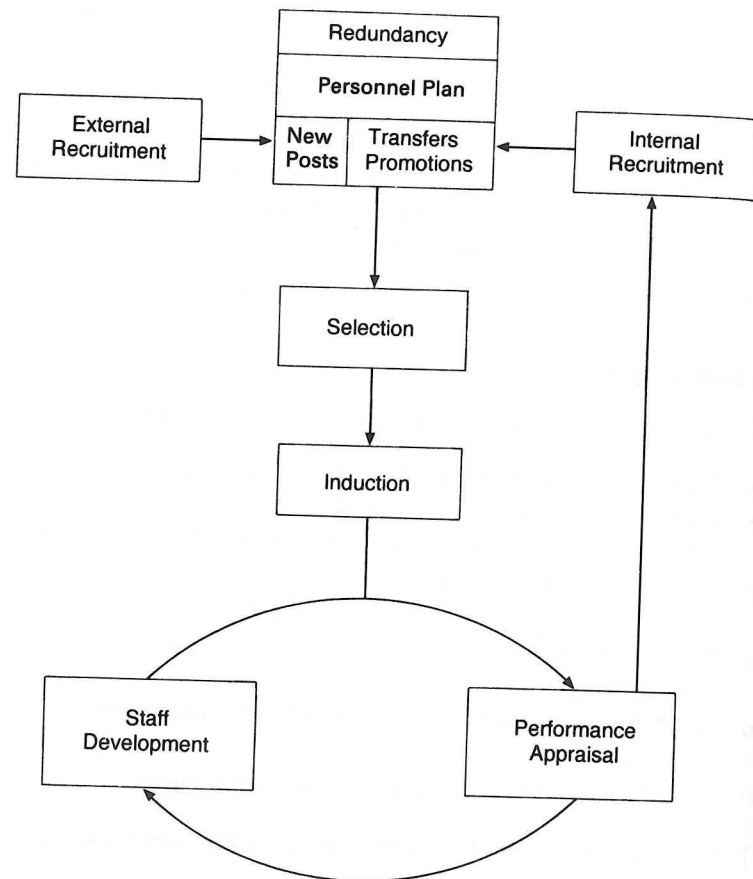 Redundancy
Personnel Plan
External
Recruitment
New
Posts
Transfers
Promotions
Internal
Recruitment
Selection
Induction
Staff
Development
Performance
Appraisal